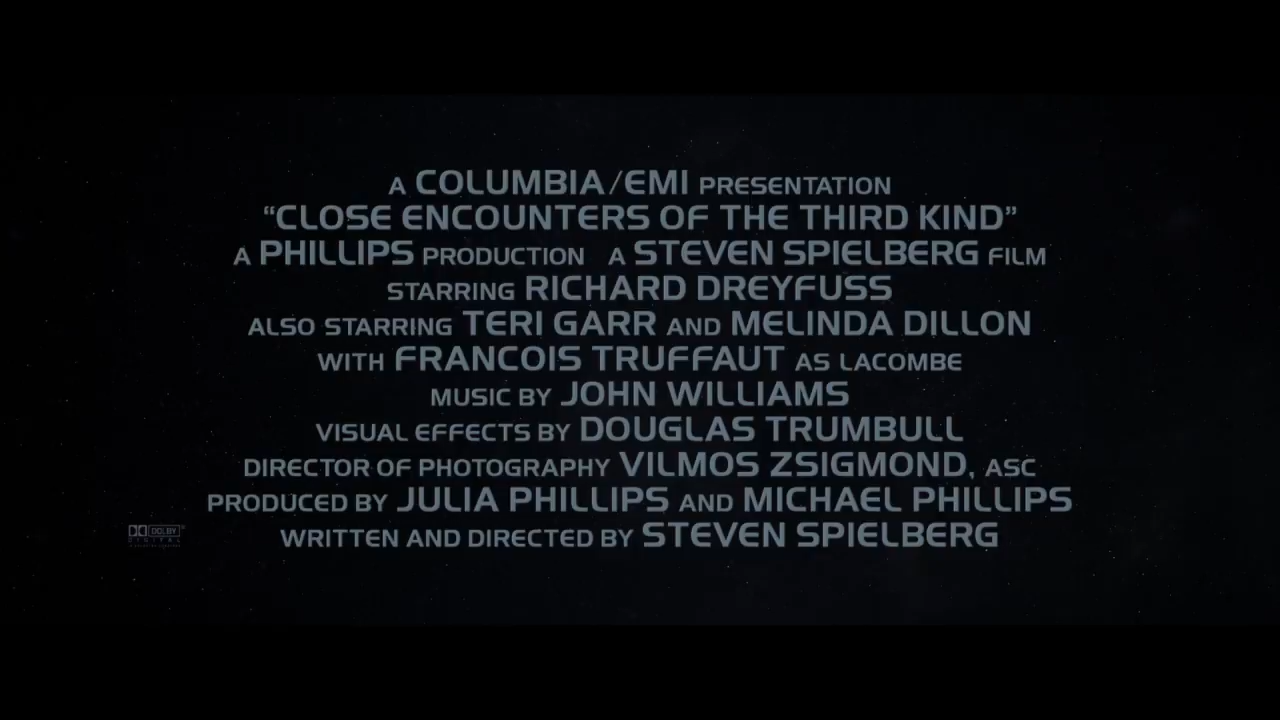 A COLUMBIA/EMI PRESENTATION
“CLOSE ENCOUNTERS OF THE THIRD KIND”
A PHILLIPS PRODUCTION A STEVEN SPIELBERG FILM
STARRING RICHARD DREYFUSS
ALSO STARRING TERI GARR AND MELINDA DILLON
WITH FRANCOIS TRUFFAUT AS LACOMBE
MUSIC BY JOHN WILLIAMS
VISUAL EFFECTS BY DOUGLAS TRUMBULL
DIRECTOR OF PHOTOGRAPHY VILMOS ZSIGMOND, ASC
PRODUCED BY JULIA PHILLIPS AND MICHAEL PHILLIPS
WRITTEN AND DIRECTED BY STEVEN SPIELBERG
DOLBY
DIGITAL